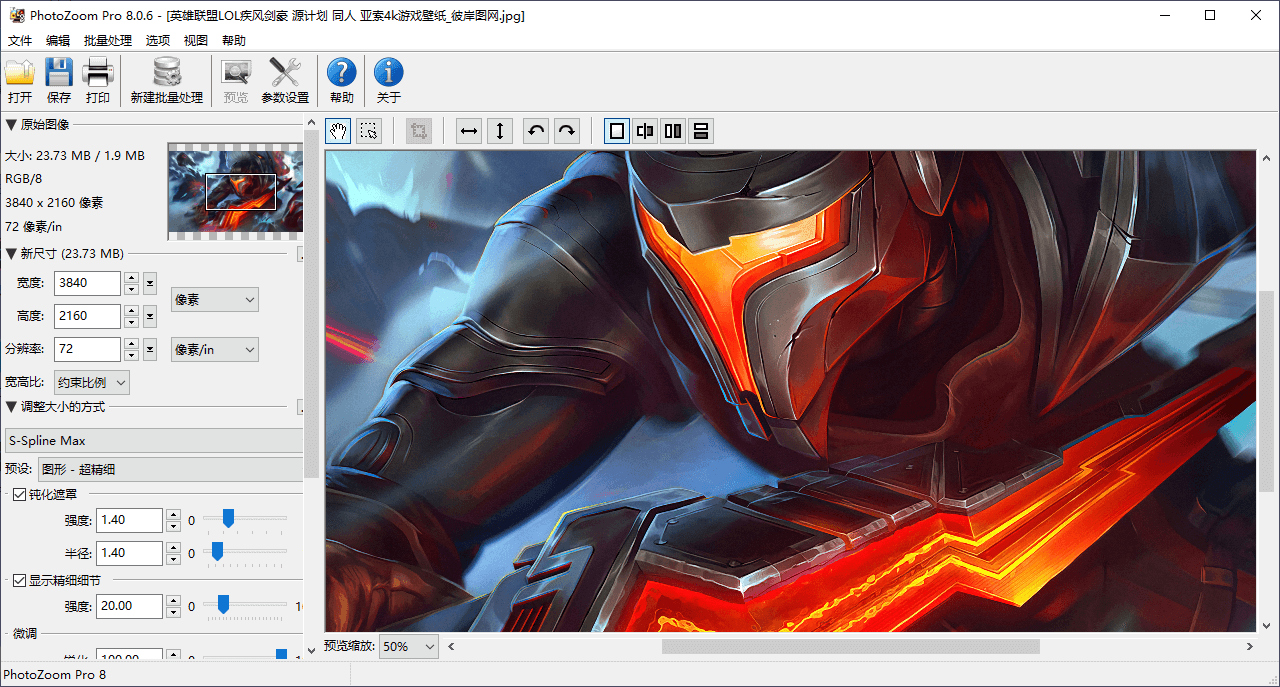 PhotoZoom Pro 8.0.6 - [英雄联盟LOL疾风剑豪 源计划 同人 亚索4k游戏壁纸_彼岸图网.jpg]
文件 编辑 批量处理 选项 视图 帮助
打开 保存 打印 新建批量处理 预览 参数设置 帮助 关于
原始图像
大小: 23.73 MB / 1.9 MB
RGB/8
3840 x 2160 像素
72 像素/in
新尺寸 (23.73 MB)
宽度: 3840
像素
高度: 2160
分辨率: 72 像素/in
宽高比: 约束比例
调整大小的方式
S-Spline Max
预设: 图形 - 超精细
钝化遮罩
强度: 1.40 0
半径: 1.40 0
显示精细细节
强度: 20.00 0
微调
锐化: 100.00 0
预览缩放: 50%
PhotoZoom Pro 8